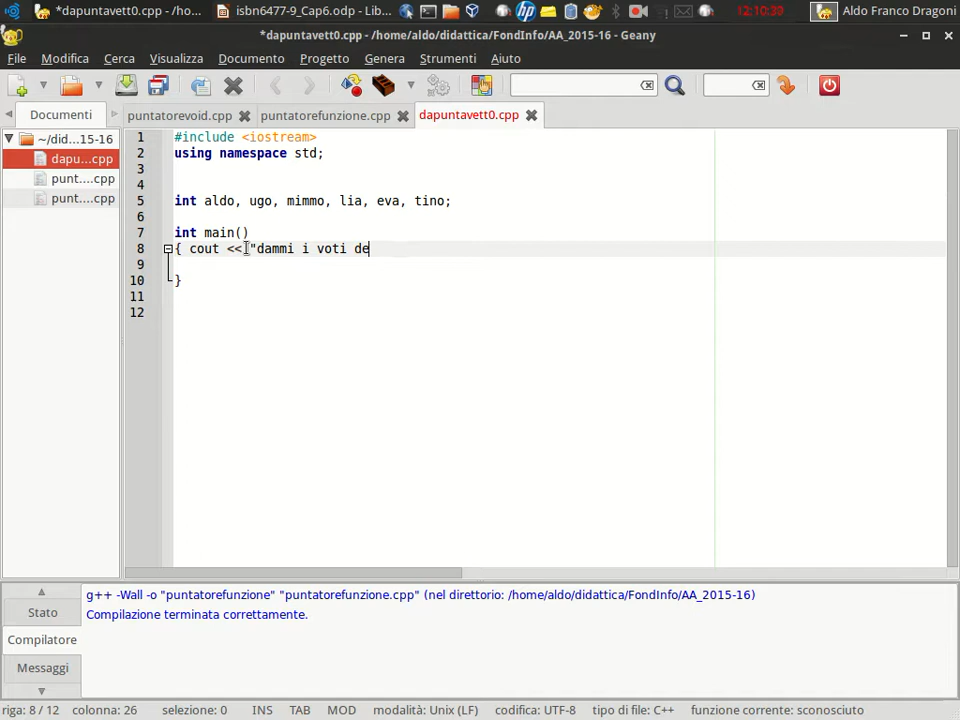 *dapuntavett0.cpp - /ho...
isbn6477-9_Cap6.odp - Lib...
12:10:39
Aldo Franco Dragoni
*dapuntavett0.cpp - /home/aldo/didattica/FondInfo/AA_2015-16 - Geany
File Modifica Cerca Visualizza Documento Progetto Genera Strumenti Aiuto
Documenti
puntatorevoid.cpp
puntatorefunzione.cpp
dapuntavett0.cpp
~/did...15-16
dapu...cpp
punt....cpp
punt....cpp
1 #include <iostream>
2 using namespace std;
3
4
5 int aldo, ugo, mimmo, lia, eva, tino;
6
7 int main()
8 { cout << "dammi i voti de
9
10 }
11
12
Stato
Compilatore
Messaggi
g++ -Wall -o "puntatorefunzione" "puntatorefunzione.cpp" (nel direttorio: /home/aldo/didattica/FondInfo/AA_2015-16)
Compilazione terminata correttamente.
riga: 8 / 12 colonna: 26 selezione: 0 INS TAB MOD modalità: Unix (LF) codifica: UTF-8 tipo di file: C++ funzione corrente: sconosciuto